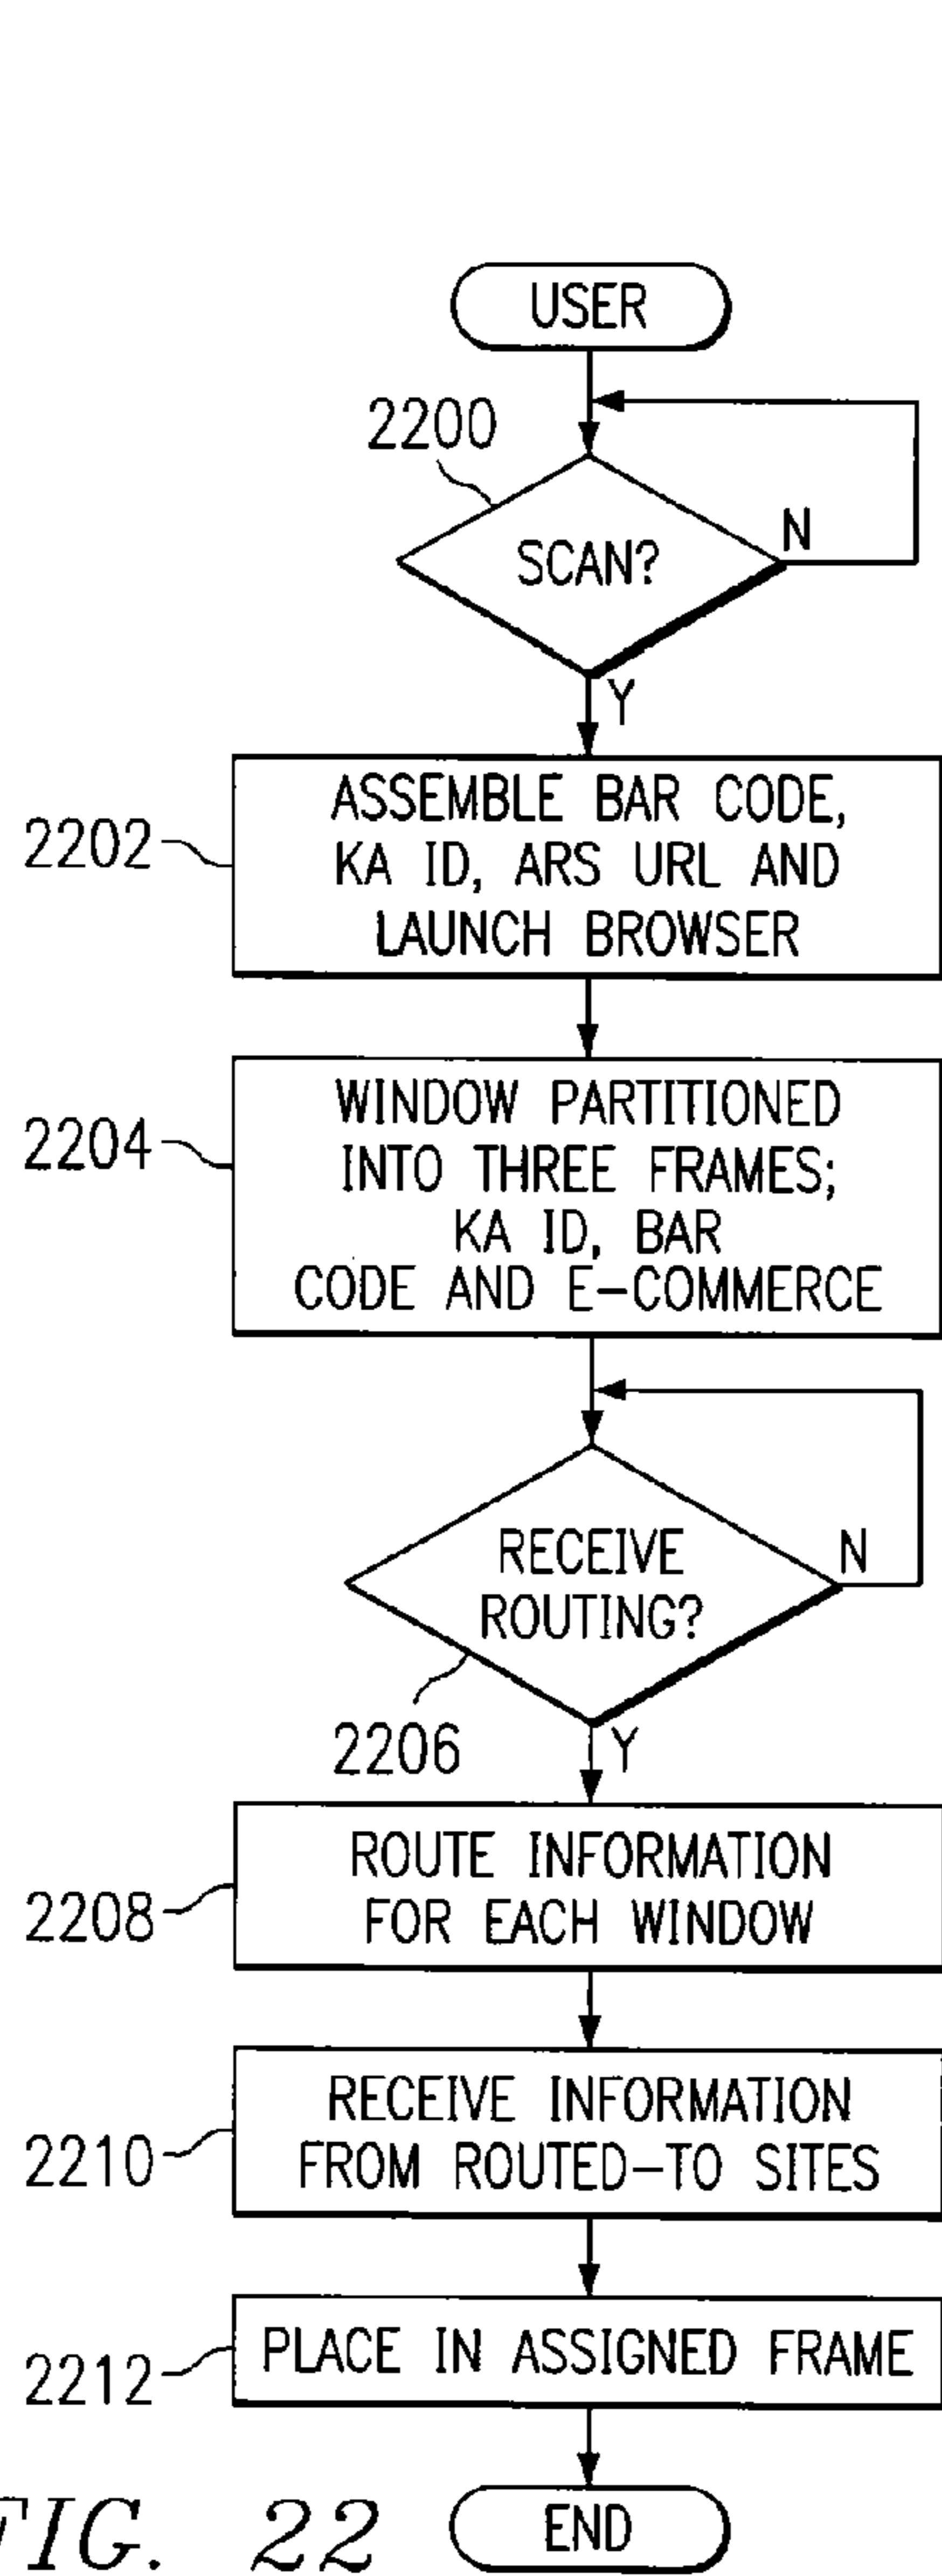 USER
2200
SCAN?
N
Y
2202
ASSEMBLE BAR CODE,
KA ID, ARS URL AND
LAUNCH BROWSER
2204
WINDOW PARTITIONED
INTO THREE FRAMES;
KA ID, BAR
CODE AND E-COMMERCE
RECEIVE
ROUTING?
N
2206
Y
2208
ROUTE INFORMATION
FOR EACH WINDOW
2210
RECEIVE INFORMATION
FROM ROUTED-TO SITES
2212
PLACE IN ASSIGNED FRAME
END
FIG. 22